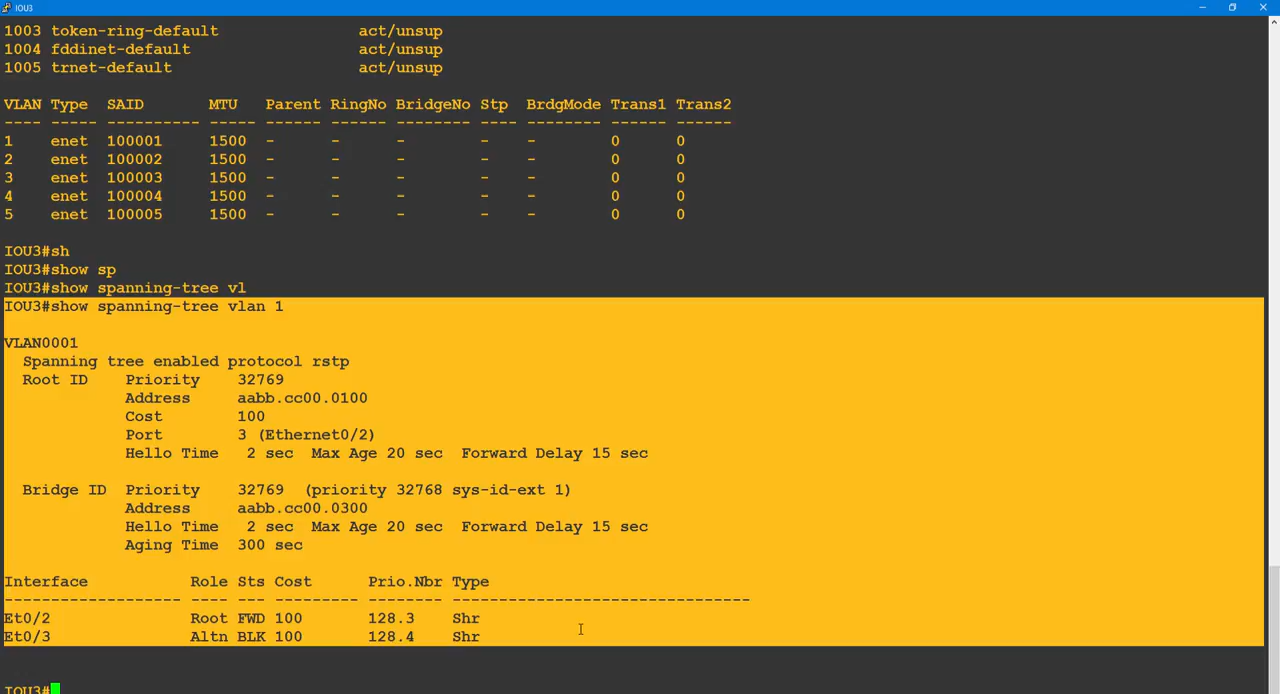 IOU3
1003 token-ring-default               act/unsup
1004 fddinet-default                  act/unsup
1005 trnet-default                    act/unsup
VLAN Type  SAID       MTU   Parent RingNo BridgeNo Stp  BrdgMode Trans1 Trans2
---- ----- ---------- ----- ------ ------ -------- ---- -------- ------ ------
1    enet  100001     1500  -      -      -        -    -        0      0
2    enet  100002     1500  -      -      -        -    -        0      0
3    enet  100003     1500  -      -      -        -    -        0      0
4    enet  100004     1500  -      -      -        -    -        0      0
5    enet  100005     1500  -      -      -        -    -        0      0
IOU3#sh
IOU3#show sp
IOU3#show spanning-tree vl
IOU3#show spanning-tree vlan 1
VLAN0001
  Spanning tree enabled protocol rstp
  Root ID    Priority    32769
             Address     aabb.cc00.0100
             Cost        100
             Port        3 (Ethernet0/2)
             Hello Time   2 sec  Max Age 20 sec  Forward Delay 15 sec
  Bridge ID  Priority    32769  (priority 32768 sys-id-ext 1)
             Address     aabb.cc00.0300
             Hello Time   2 sec  Max Age 20 sec  Forward Delay 15 sec
             Aging Time  300 sec
Interface           Role Sts Cost      Prio.Nbr Type
------------------- ---- --- --------- -------- --------------------------------
Et0/2               Root FWD 100       128.3    Shr
Et0/3               Altn BLK 100       128.4    Shr
IOU3#